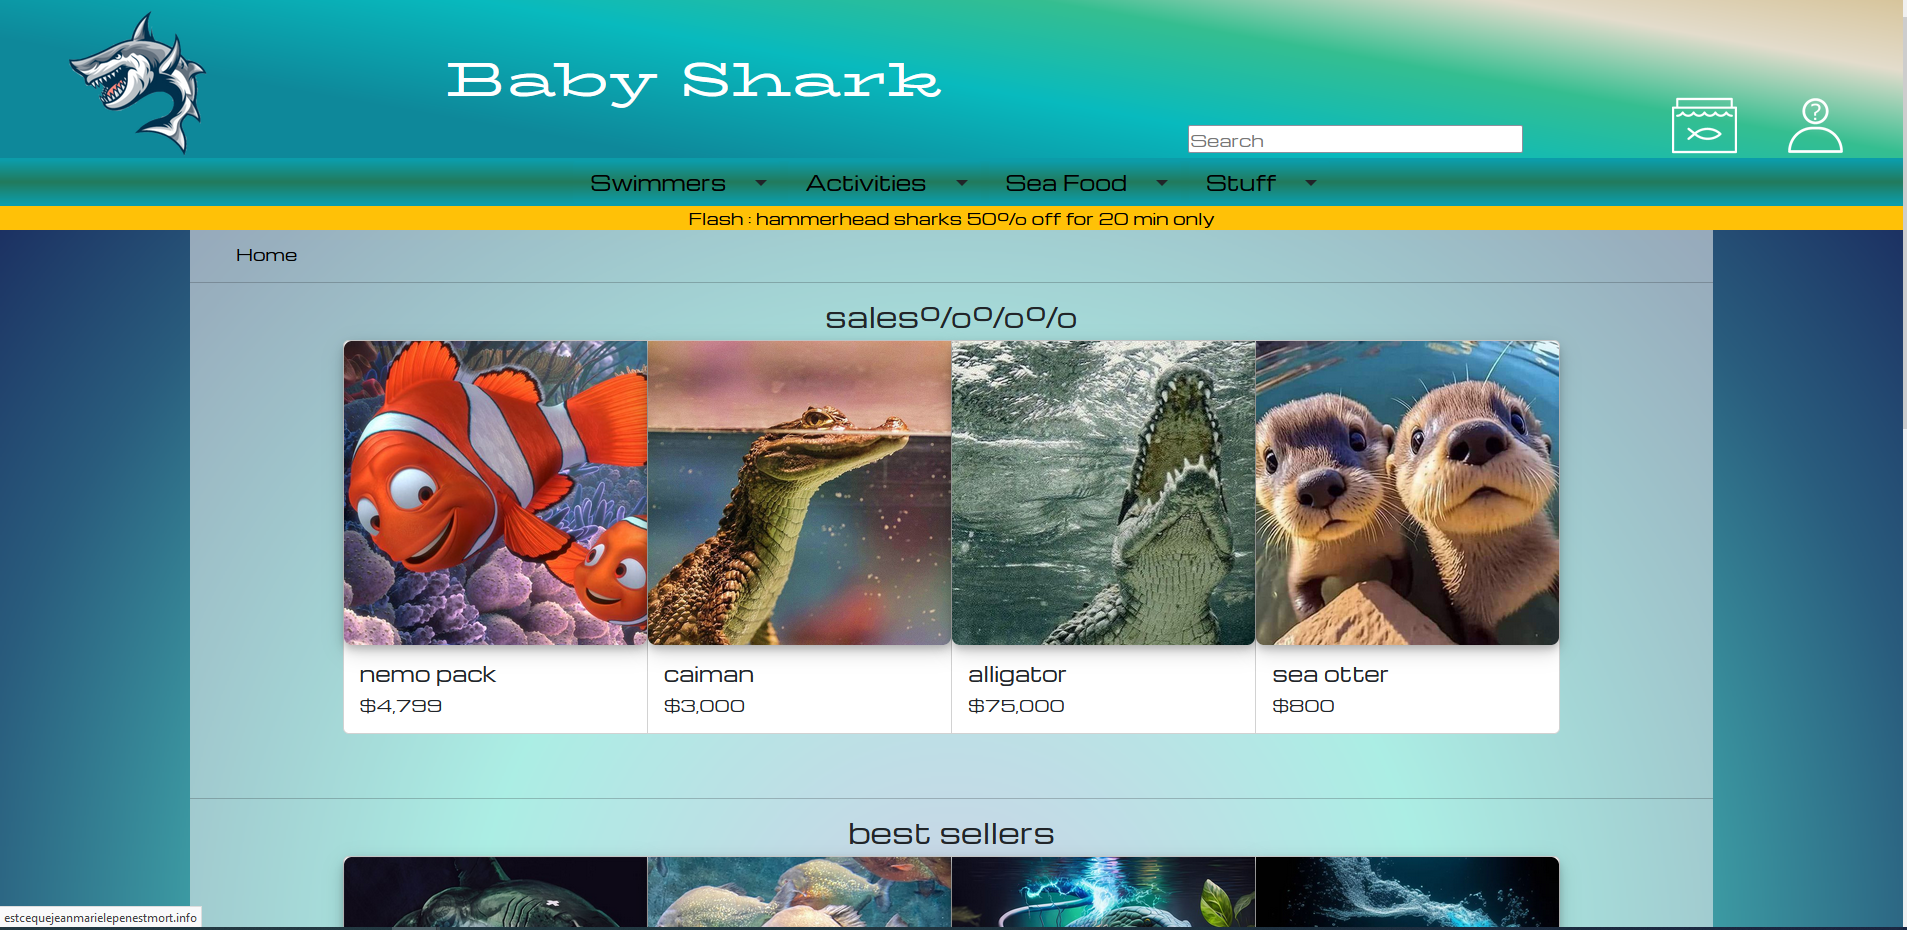 Baby Shark
Search
?
Swimmers Activities Sea Food Stuff
Flash : hammerhead sharks 50% off for 20 min only
Home
sales%%%
nemo pack
$4,799
caiman
$3,000
alligator
$75,000
sea otter
$800
best sellers
estcequejeanmarielepenestmort.info